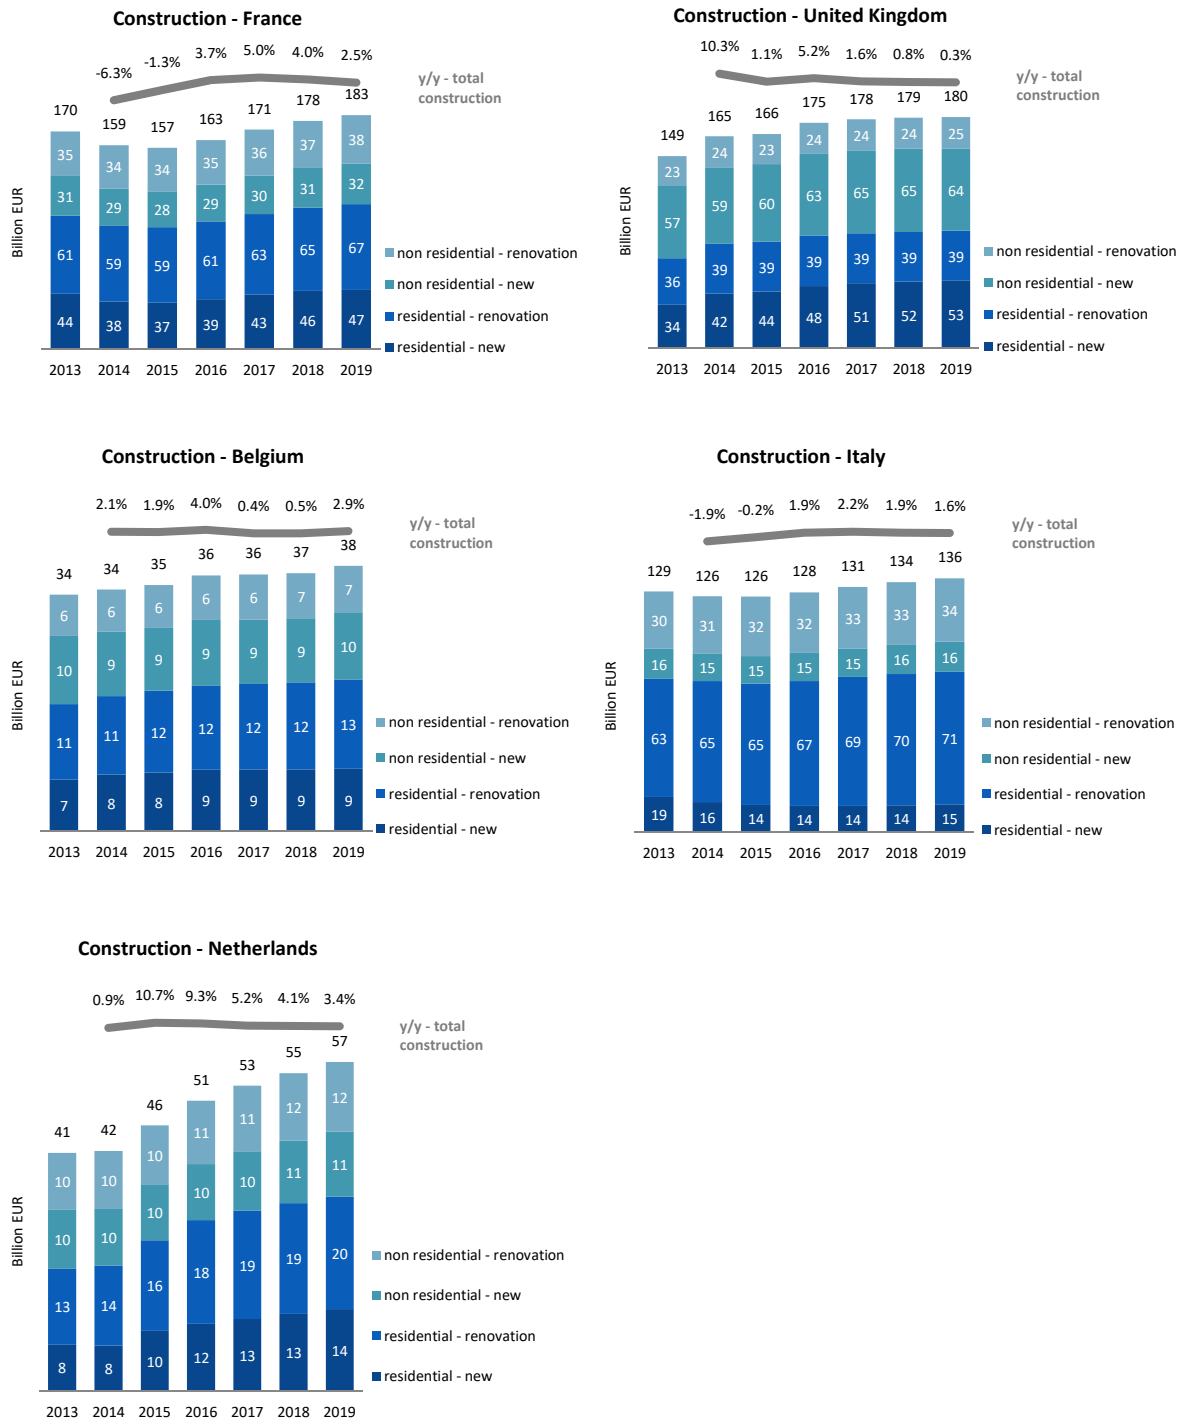 Construction - France
-6.3% -1.3% 3.7% 5.0% 4.0% 2.5%
y/y - total
construction
170 159 157 163 171 178 183
35 34 34 35 36 37 38
31 29 28 29 30 31 32
61 59 59 61 63 65 67
44 38 37 39 43 46 47
Billion EUR
non residential - renovation
non residential - new
residential - renovation
residential - new
2013 2014 2015 2016 2017 2018 2019
Construction - United Kingdom
10.3% 1.1% 5.2% 1.6% 0.8% 0.3%
y/y - total
construction
149 165 166 175 178 179 180
23 24 23 24 24 24 25
57 59 60 63 65 65 64
36 39 39 39 39 39 39
34 42 44 48 51 52 53
Billion EUR
non residential - renovation
non residential - new
residential - renovation
residential - new
2013 2014 2015 2016 2017 2018 2019
Construction - Belgium
2.1% 1.9% 4.0% 0.4% 0.5% 2.9%
y/y - total
construction
34 34 35 36 36 37 38
6 6 6 6 6 7 7
10 9 9 9 9 9 10
11 11 12 12 12 12 13
7 8 8 9 9 9 9
Billion EUR
non residential - renovation
non residential - new
residential - renovation
residential - new
2013 2014 2015 2016 2017 2018 2019
Construction - Italy
-1.9% -0.2% 1.9% 2.2% 1.9% 1.6%
y/y - total
construction
129 126 126 128 131 134 136
30 31 32 32 33 33 34
16 15 15 15 15 16 16
63 65 65 67 69 70 71
19 16 14 14 14 14 15
Billion EUR
non residential - renovation
non residential - new
residential - renovation
residential - new
2013 2014 2015 2016 2017 2018 2019
Construction - Netherlands
0.9% 10.7% 9.3% 5.2% 4.1% 3.4%
y/y - total
construction
41 42 46 51 53 55 57
10 10 10 11 11 12 12
10 10 10 10 10 11 11
13 14 16 18 19 19 20
8 8 10 12 13 13 14
Billion EUR
non residential - renovation
non residential - new
residential - renovation
residential - new
2013 2014 2015 2016 2017 2018 2019